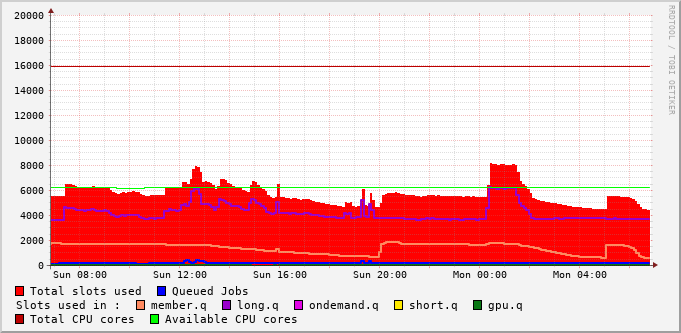 20000
18000
16000
14000
12000
10000
8000
6000
4000
2000
0
Sun 08:00 Sun 12:00 Sun 16:00 Sun 20:00 Mon 00:00 Mon 04:00
Total slots used Queued Jobs
Slots used in : member.q long.q ondemand.q short.q gpu.q
Total CPU cores Available CPU cores
RRDTOOL / TOBI OETIKER